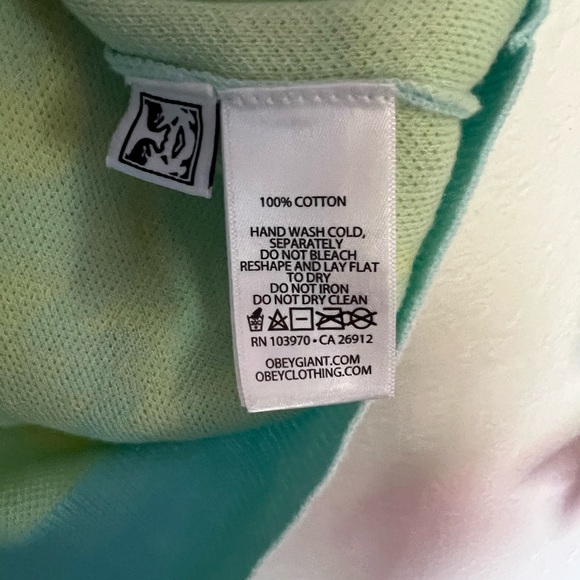 100% COTTON
HAND WASH COLD,
SEPARATELY
DO NOT BLEACH
RESHAPE AND LAY FLAT
TO DRY
DO NOT IRON
DO NOT DRY CLEAN
RN 103970 • CA 26912
OBEYGIANT.COM
OBEYCLOTHING.COM